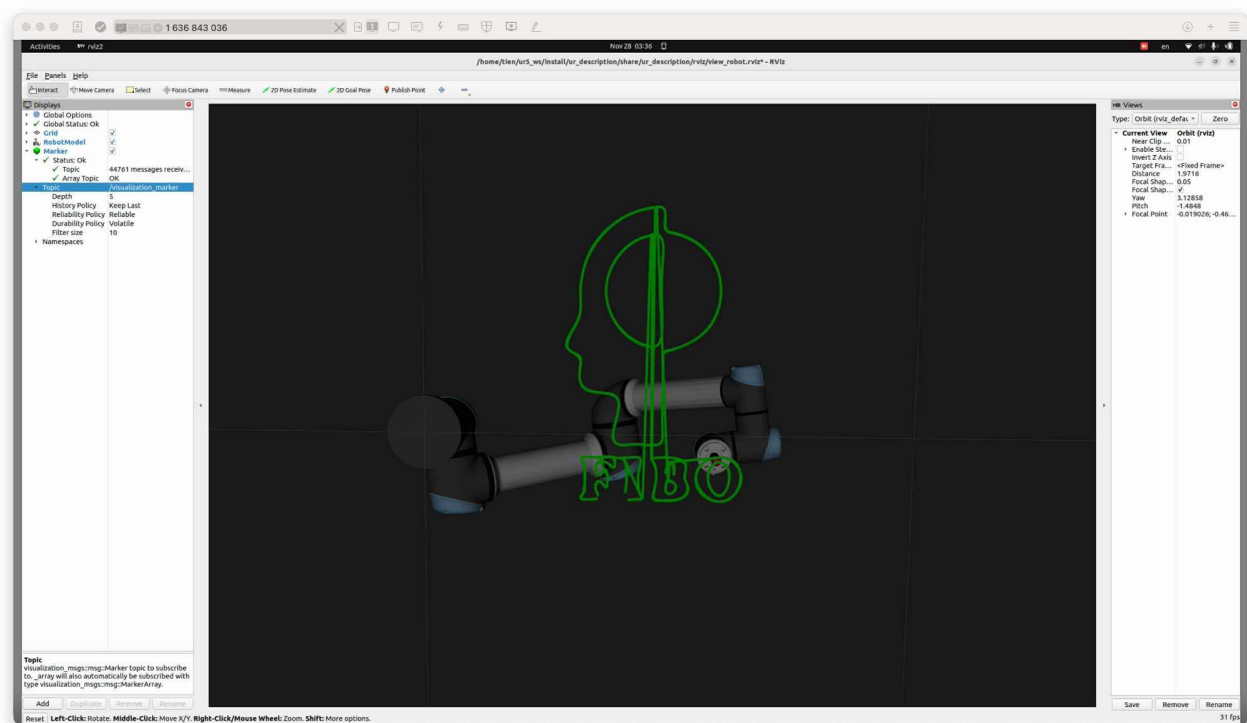 1 636 843 036
Activities
rviz2
Nov 28 03:36
en
/home/tien/ur5_ws/install/ur_description/share/ur_description/rviz/view_robot.rviz* - RViz
File Panels Help
Interact Move Camera Select Focus Camera Measure 2D Pose Estimate 2D Goal Pose Publish Point
Displays
Global Options
Global Status: Ok
Grid
RobotModel
Marker
Status: Ok
Topic 44761 messages receiv...
Array Topic OK
Topic /visualization_marker
Depth 5
History Policy Keep Last
Reliability Policy Reliable
Durability Policy Volatile
Filter size 10
Namespaces
Topic
visualization_msgs::msg::Marker topic to subscribe
to. _array will also automatically be subscribed with
type visualization_msgs::msg::MarkerArray.
Add Duplicate Remove Rename
FNBO
Views
Type: Orbit (rviz_defau Zero
Current View Orbit (rviz)
Near Clip ... 0.01
Enable Ste...
Invert Z Axis
Target Fra... <Fixed Frame>
Distance 1.9716
Focal Shap... 0.05
Focal Shap...
Yaw 3.12858
Pitch -1.4848
Focal Point -0.019026; -0.46...
Save Remove Rename
Reset Left-Click: Rotate. Middle-Click: Move X/Y. Right-Click/Mouse Wheel: Zoom. Shift: More options.
31 fps